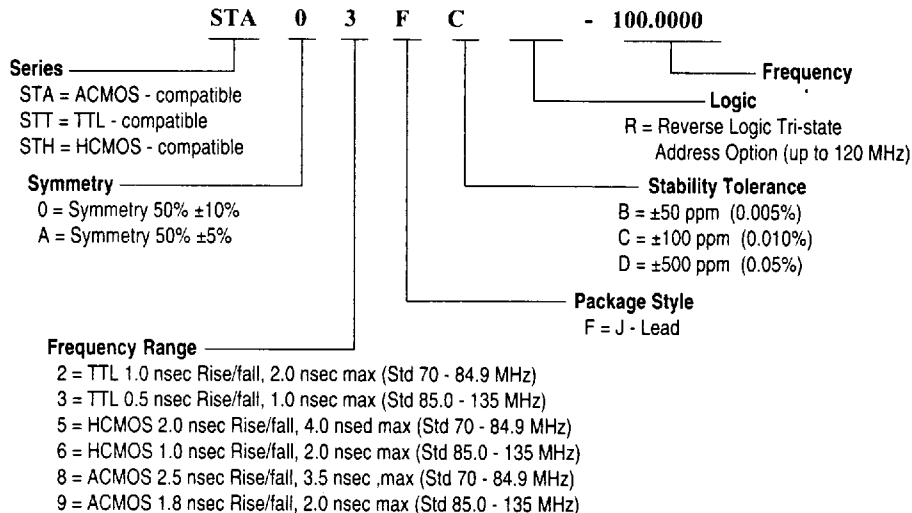 STA 0 3 F C - 100.0000
Series
STA = ACMOS - compatible
STT = TTL - compatible
STH = HCMOS - compatible
Frequency
Logic
R = Reverse Logic Tri-state
Address Option (up to 120 MHz)
Symmetry
0 = Symmetry 50% ±10%
A = Symmetry 50% ±5%
Stability Tolerance
B = ±50 ppm (0.005%)
C = ±100 ppm (0.010%)
D = ±500 ppm (0.05%)
Package Style
F = J - Lead
Frequency Range
2 = TTL 1.0 nsec Rise/fall, 2.0 nsec max (Std 70 - 84.9 MHz)
3 = TTL 0.5 nsec Rise/fall, 1.0 nsec max (Std 85.0 - 135 MHz)
5 = HCMOS 2.0 nsec Rise/fall, 4.0 nsed max (Std 70 - 84.9 MHz)
6 = HCMOS 1.0 nsec Rise/fall, 2.0 nsec max (Std 85.0 - 135 MHz)
8 = ACMOS 2.5 nsec Rise/fall, 3.5 nsec ,max (Std 70 - 84.9 MHz)
9 = ACMOS 1.8 nsec Rise/fall, 2.0 nsec max (Std 85.0 - 135 MHz)